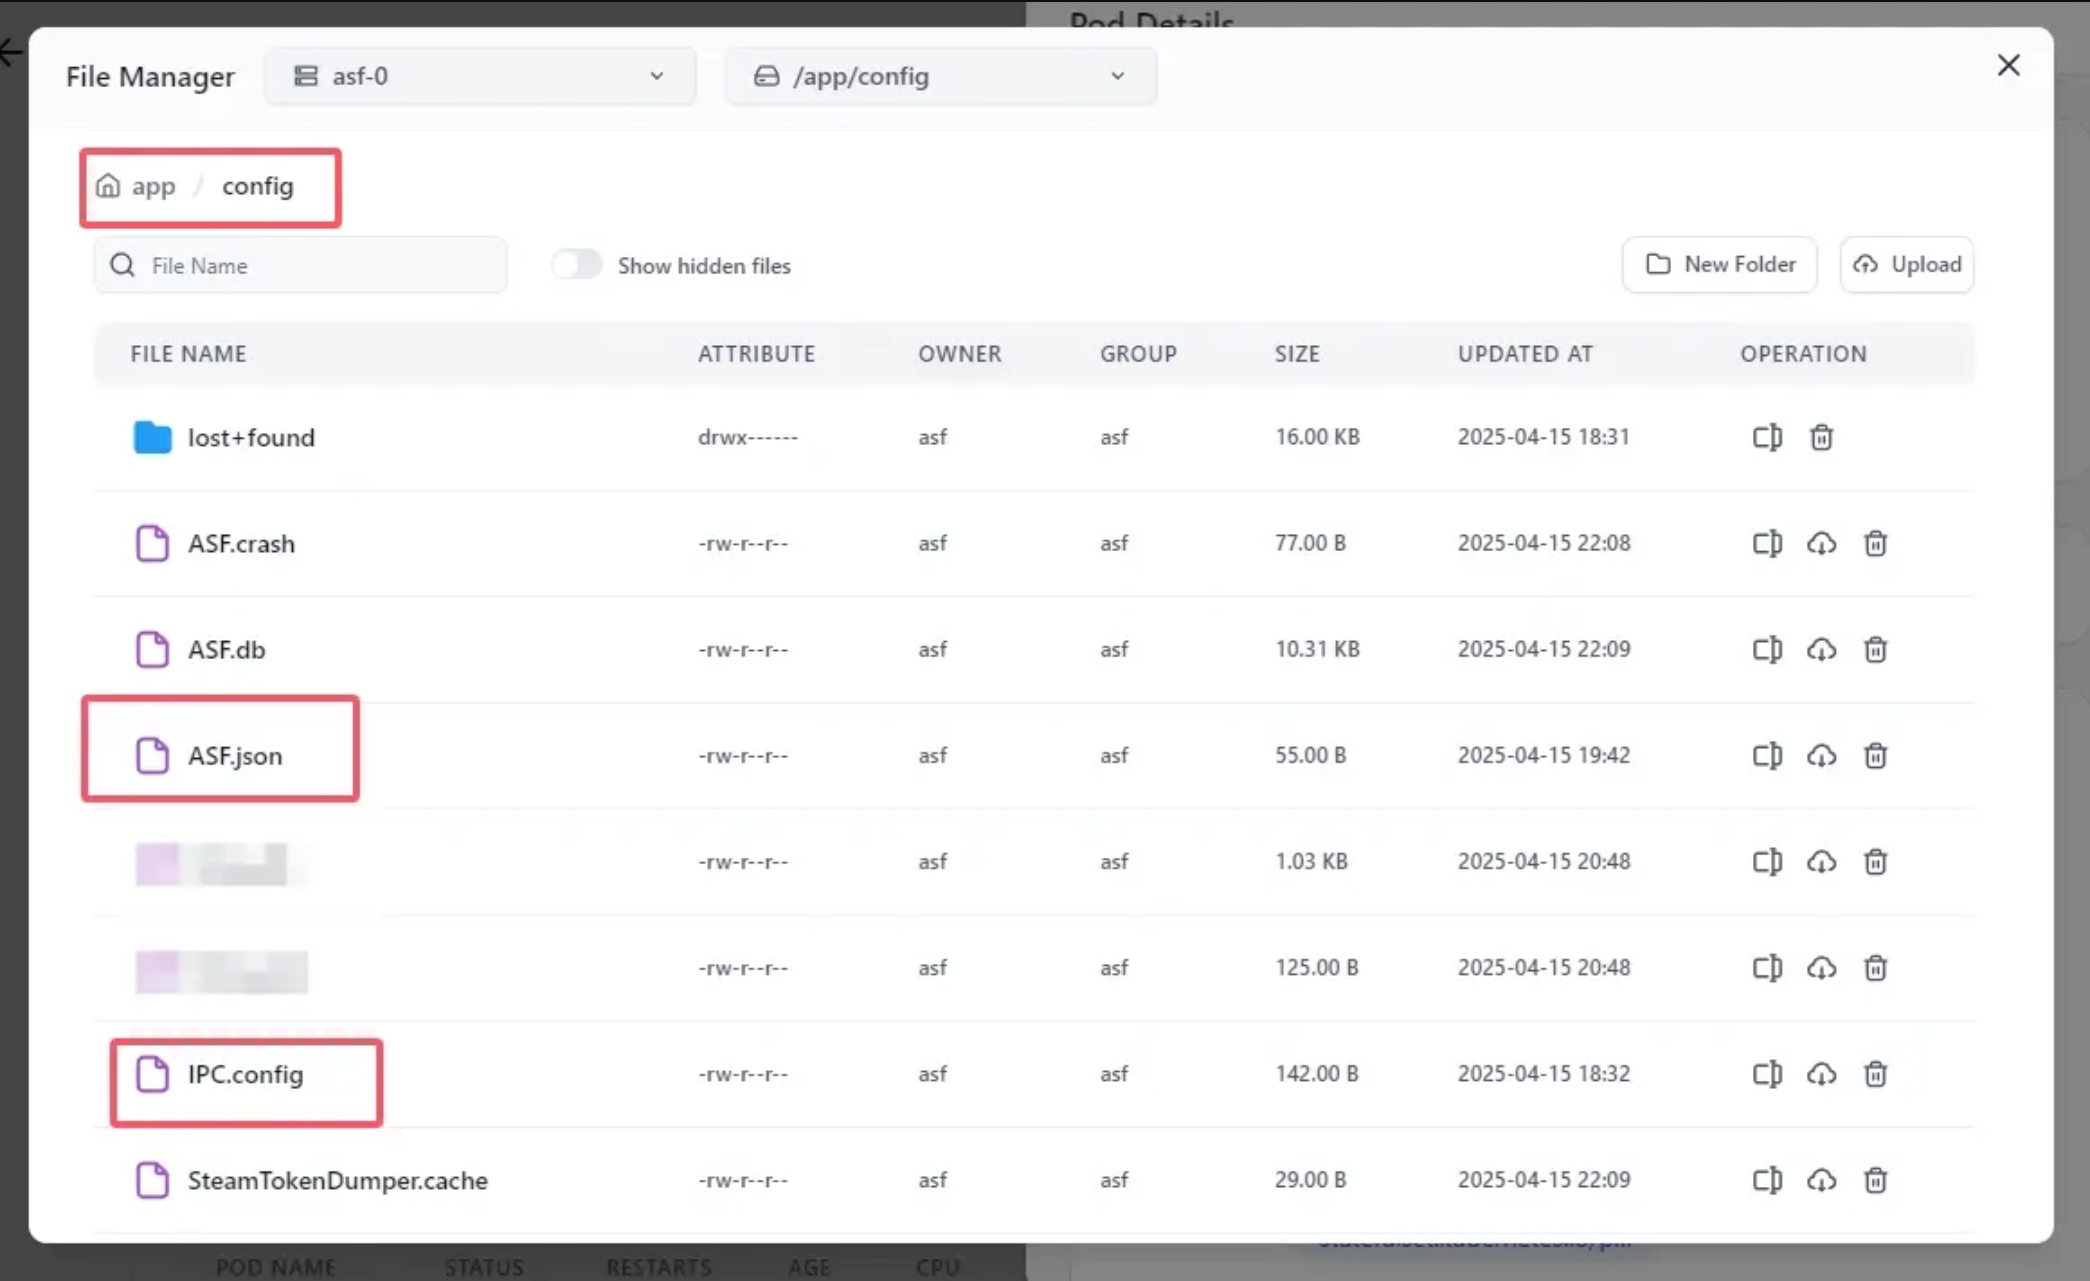 Pod Details
File Manager asf-0 /app/config
app / config
File Name Show hidden files New Folder Upload
FILE NAME ATTRIBUTE OWNER GROUP SIZE UPDATED AT OPERATION
lost+found drwx------ asf asf 16.00 KB 2025-04-15 18:31
ASF.crash -rw-r--r-- asf asf 77.00 B 2025-04-15 22:08
ASF.db -rw-r--r-- asf asf 10.31 KB 2025-04-15 22:09
ASF.json -rw-r--r-- asf asf 55.00 B 2025-04-15 19:42
-rw-r--r-- asf asf 1.03 KB 2025-04-15 20:48
-rw-r--r-- asf asf 125.00 B 2025-04-15 20:48
IPC.config -rw-r--r-- asf asf 142.00 B 2025-04-15 18:32
SteamTokenDumper.cache -rw-r--r-- asf asf 29.00 B 2025-04-15 22:09
POD NAME STATUS RESTARTS AGE CPU